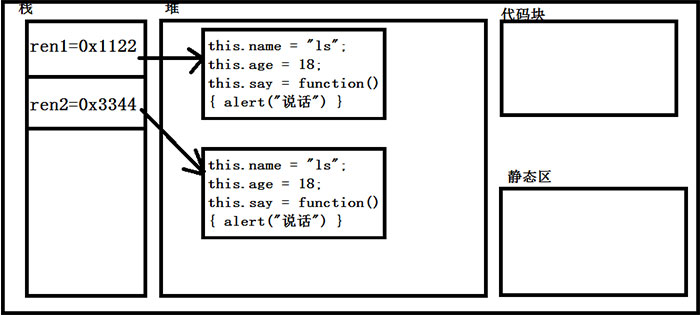 栈
ren1=0x1122
ren2=0x3344
堆
this.name = "ls";
this.age = 18;
this.say = function()
{ alert("说话") }
this.name = "ls";
this.age = 18;
this.say = function()
{ alert("说话") }
代码块
静态区